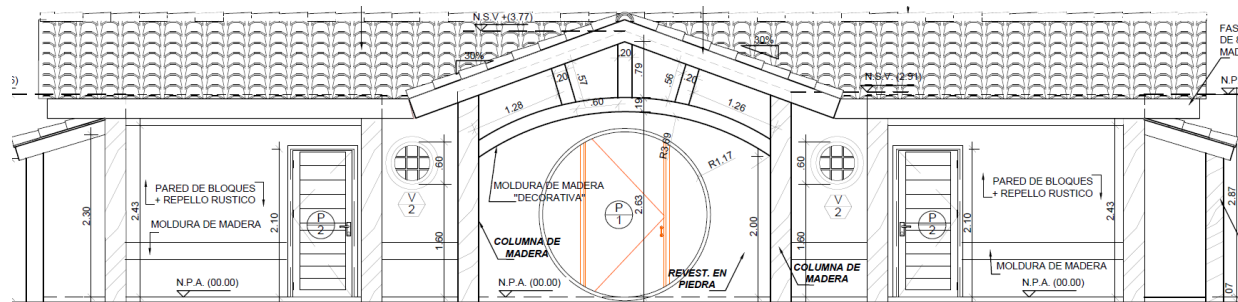 N.S.V +(3.77)
30%
30%
FAS
DE
MAD
N.S.V. (2.91)
N.P
.20
.79
.20
.57
.56
.20
1.28
.60
.19
1.26
R3.69
R1.17
.60
.60
V
2
V
2
MOLDURA DE MADERA
"DECORATIVA"
PARED DE BLOQUES
+ REPELLO RUSTICO
PARED DE BLOQUES
+ REPELLO RUSTICO
2.30
2.43
2.10
P
2
P
1
2.63
2.00
P
2
2.10
2.43
2.87
MOLDURA DE MADERA
MOLDURA DE MADERA
1.60
1.60
COLUMNA DE
MADERA
REVEST. EN
PIEDRA
COLUMNA DE
MADERA
N.P.A. (00.00)
N.P.A. (00.00)
N.P.A. (00.00)
.07